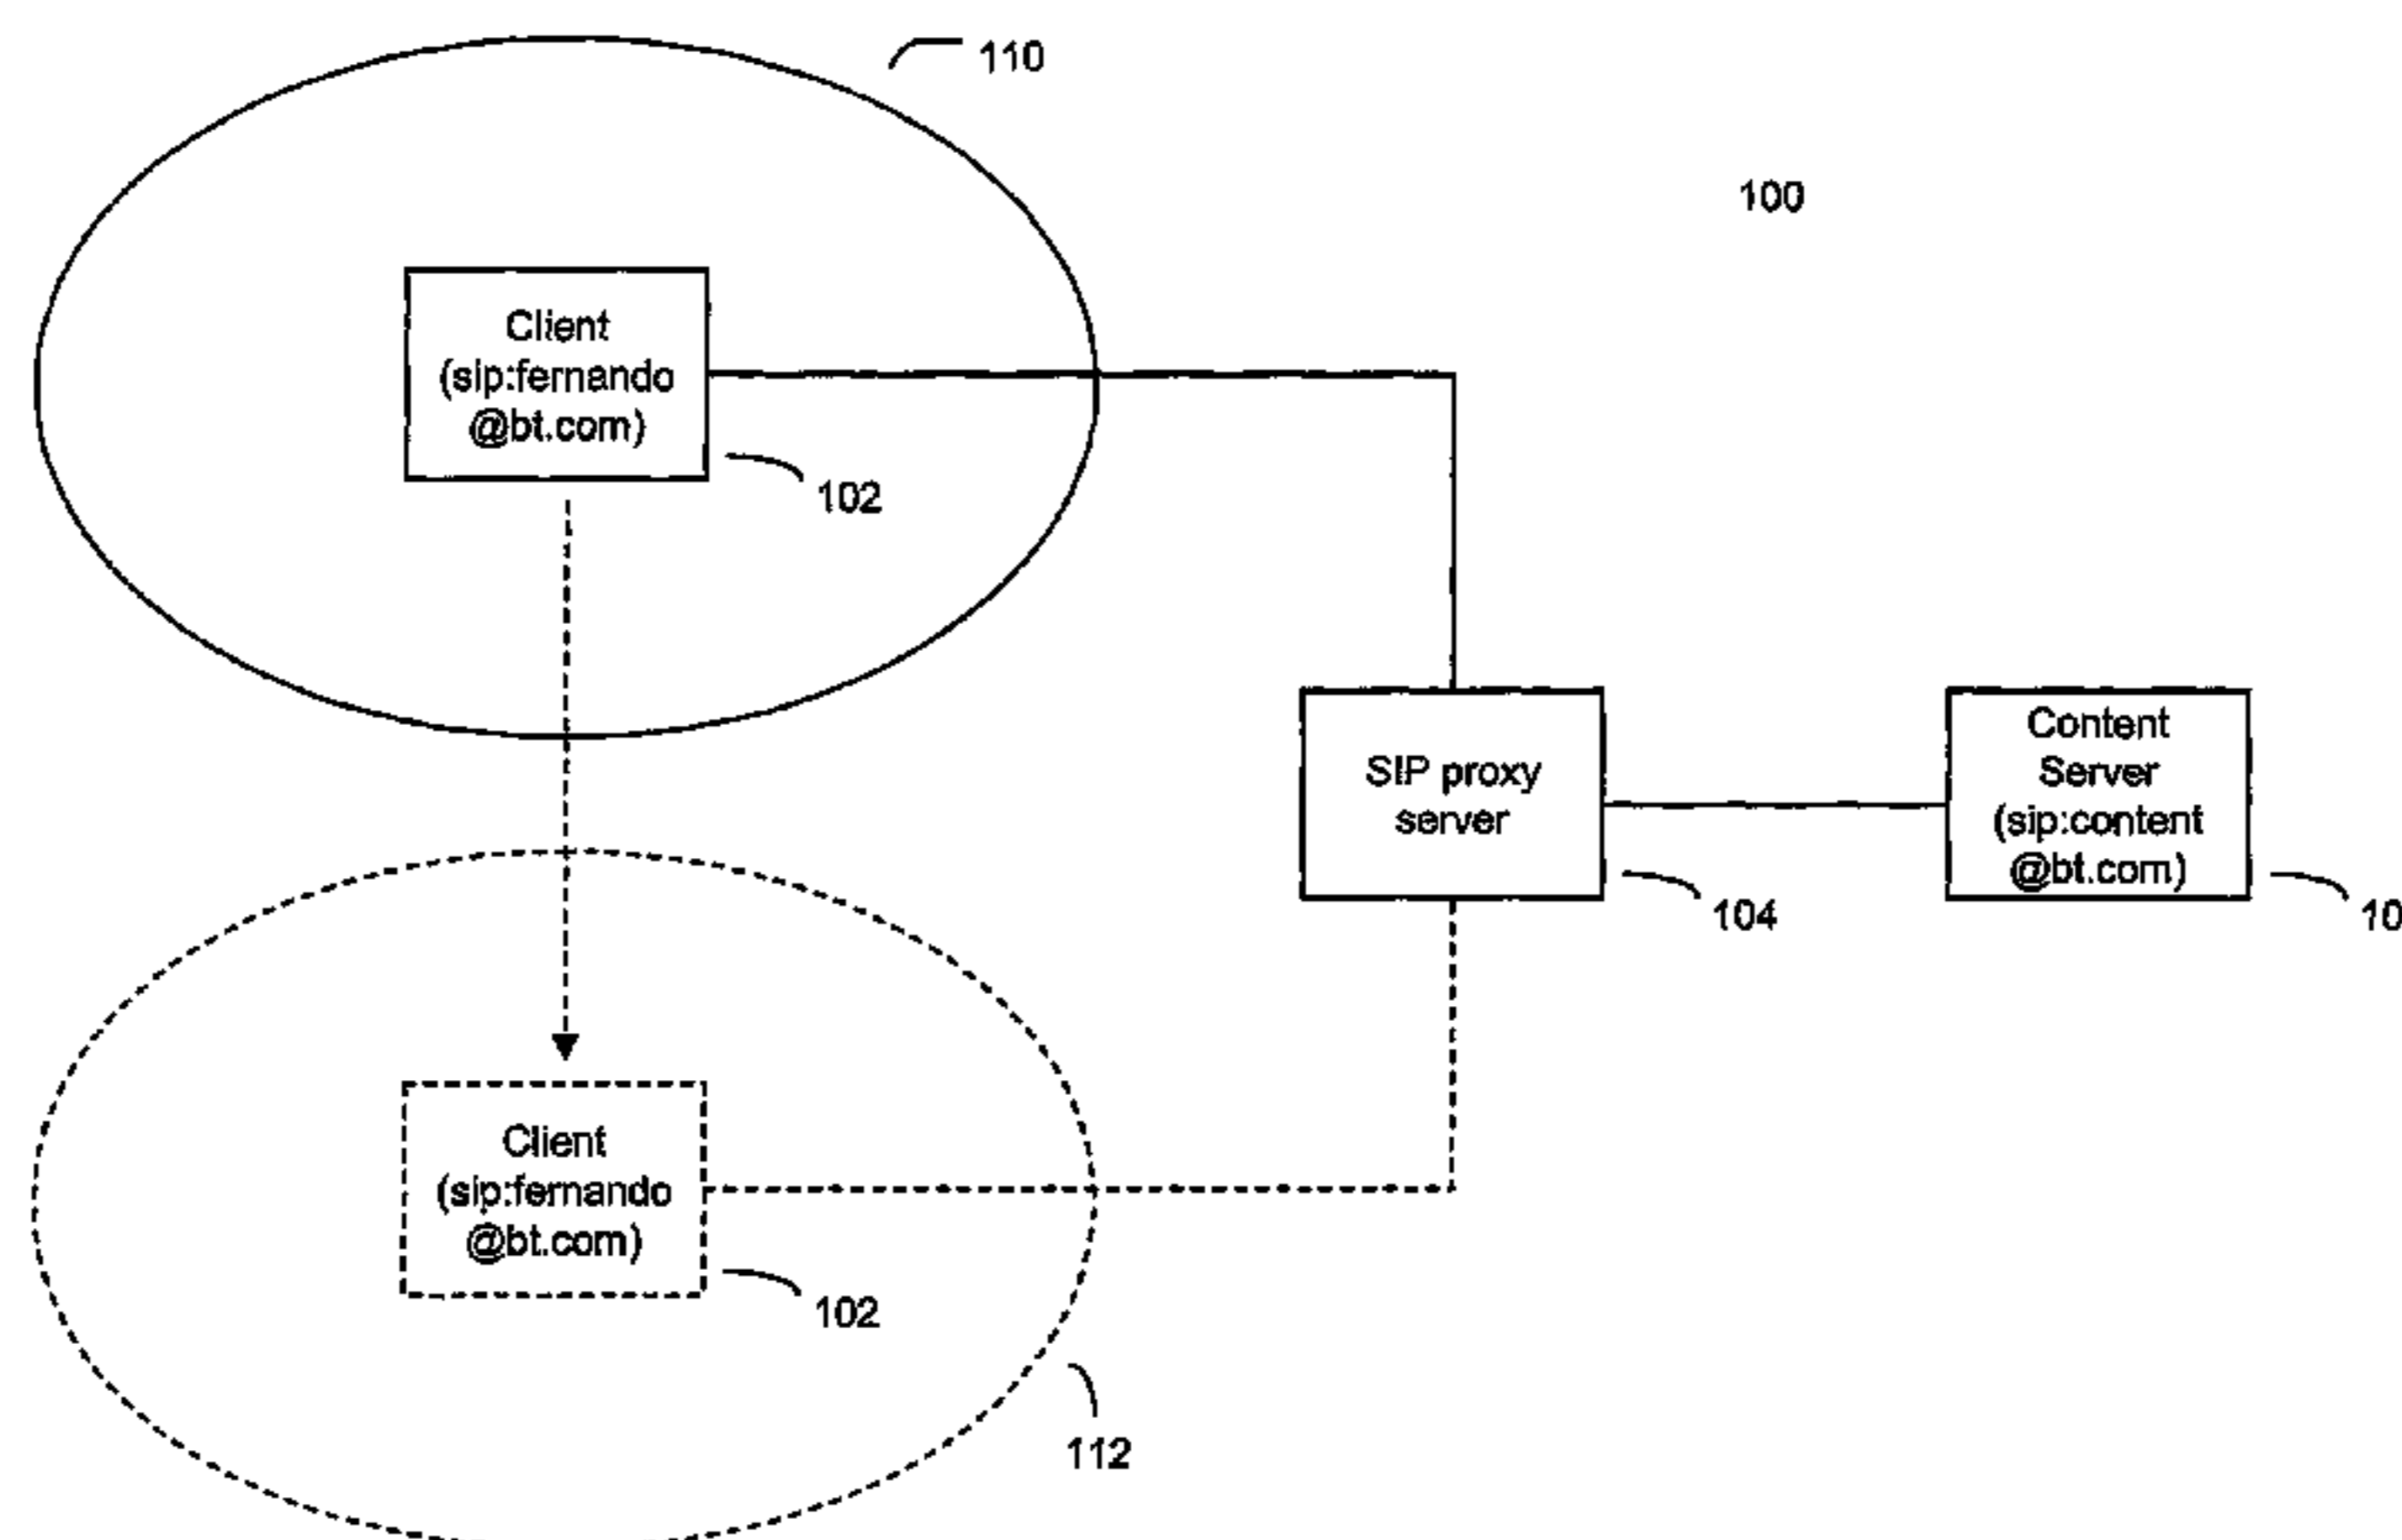 110
100
Client
(sip:fernando
@bt.com)
102
SIP proxy
server
104
Content
Server
(sip:content
@bt.com)
10
Client
(sip:fernando
@bt.com)
102
112